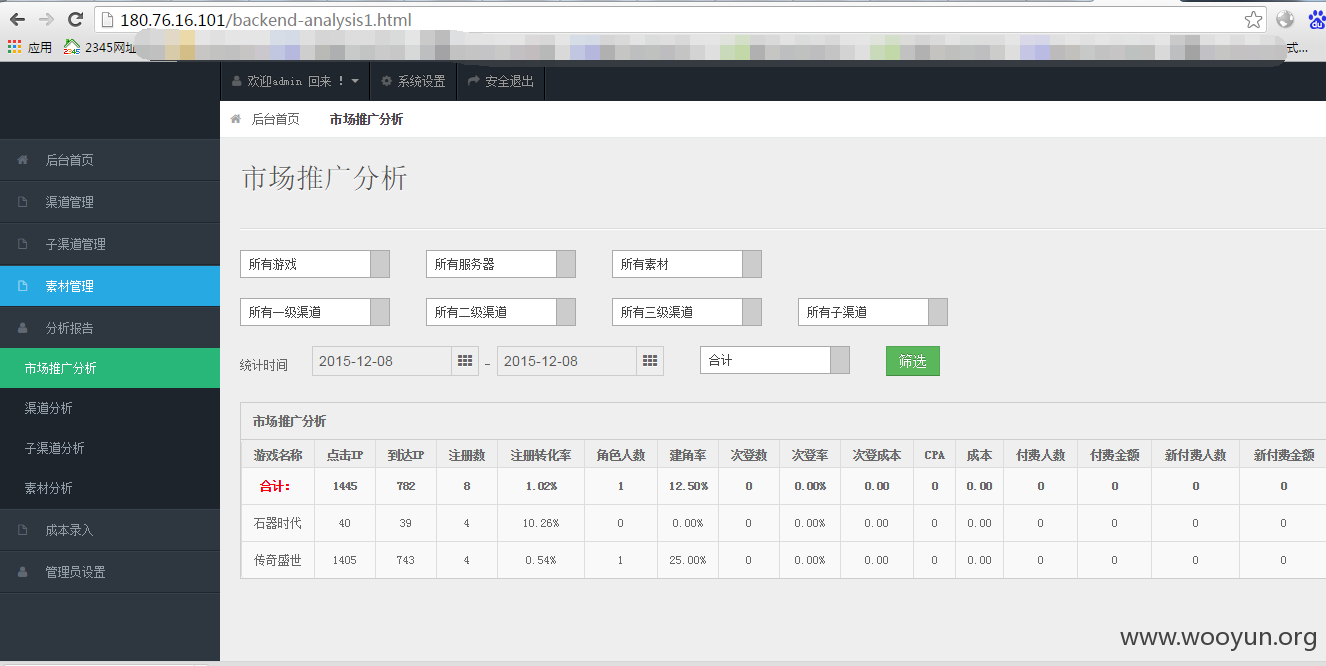 180.76.16.101/backend-analysis1.html
应用 2345网址 式...
欢迎admin 回来 ! 系统设置 安全退出
后台首页 市场推广分析
后台首页
渠道管理
子渠道管理
素材管理
分析报告
市场推广分析
渠道分析
子渠道分析
素材分析
成本录入
管理员设置
市场推广分析
所有游戏 所有服务器 所有素材
所有一级渠道 所有二级渠道 所有三级渠道 所有子渠道
统计时间 2015-12-08 - 2015-12-08 合计 筛选
市场推广分析
游戏名称 点击IP 到达IP 注册数 注册转化率 角色人数 建角率 次登数 次登率 次登成本 CPA 成本 付费人数 付费金额 新付费人数 新付费金额
合计: 1445 782 8 1.02% 1 12.50% 0 0.00% 0.00 0 0.00 0 0 0 0
石器时代 40 39 4 10.26% 0 0.00% 0 0.00% 0.00 0 0.00 0 0 0 0
传奇盛世 1405 743 4 0.54% 1 25.00% 0 0.00% 0.00 0 0.00 0 0 0 0
www.wooyun.org